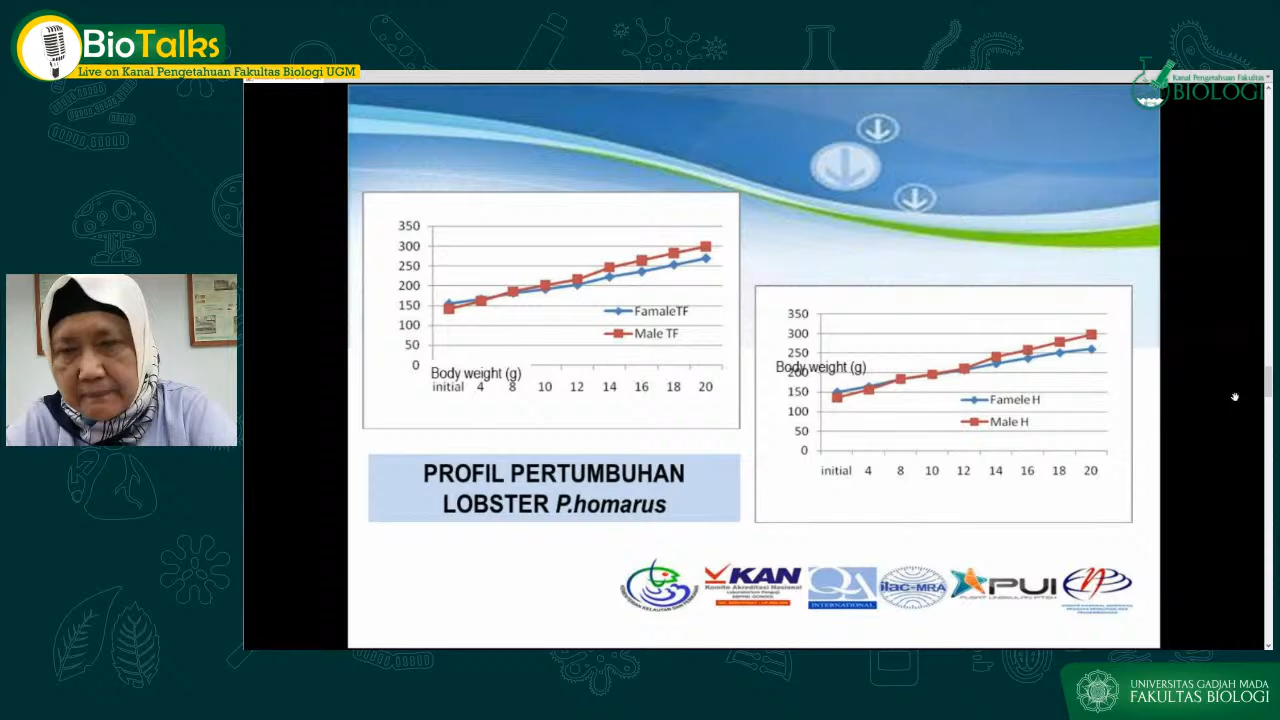 BioTalks
Live on Kanal Pengetahuan Fakultas Biologi UGM
Kanal Pengetahuan Fakultas
BIOLOGI
350
300
250
200
150
100
50
0
FamaleTF
Male TF
Body weight (g)
initial 4 8 10 12 14 16 18 20
350
300
250
200
150
100
50
0
Body weight (g)
Famele H
Male H
initial 4 8 10 12 14 16 18 20
PROFIL PERTUMBUHAN
LOBSTER P.homarus
KAN
Komite Akreditasi Nasional
QA
INTERNATIONAL
ilac-MRA
PUI
UNIVERSITAS GADJAH MADA
FAKULTAS BIOLOGI